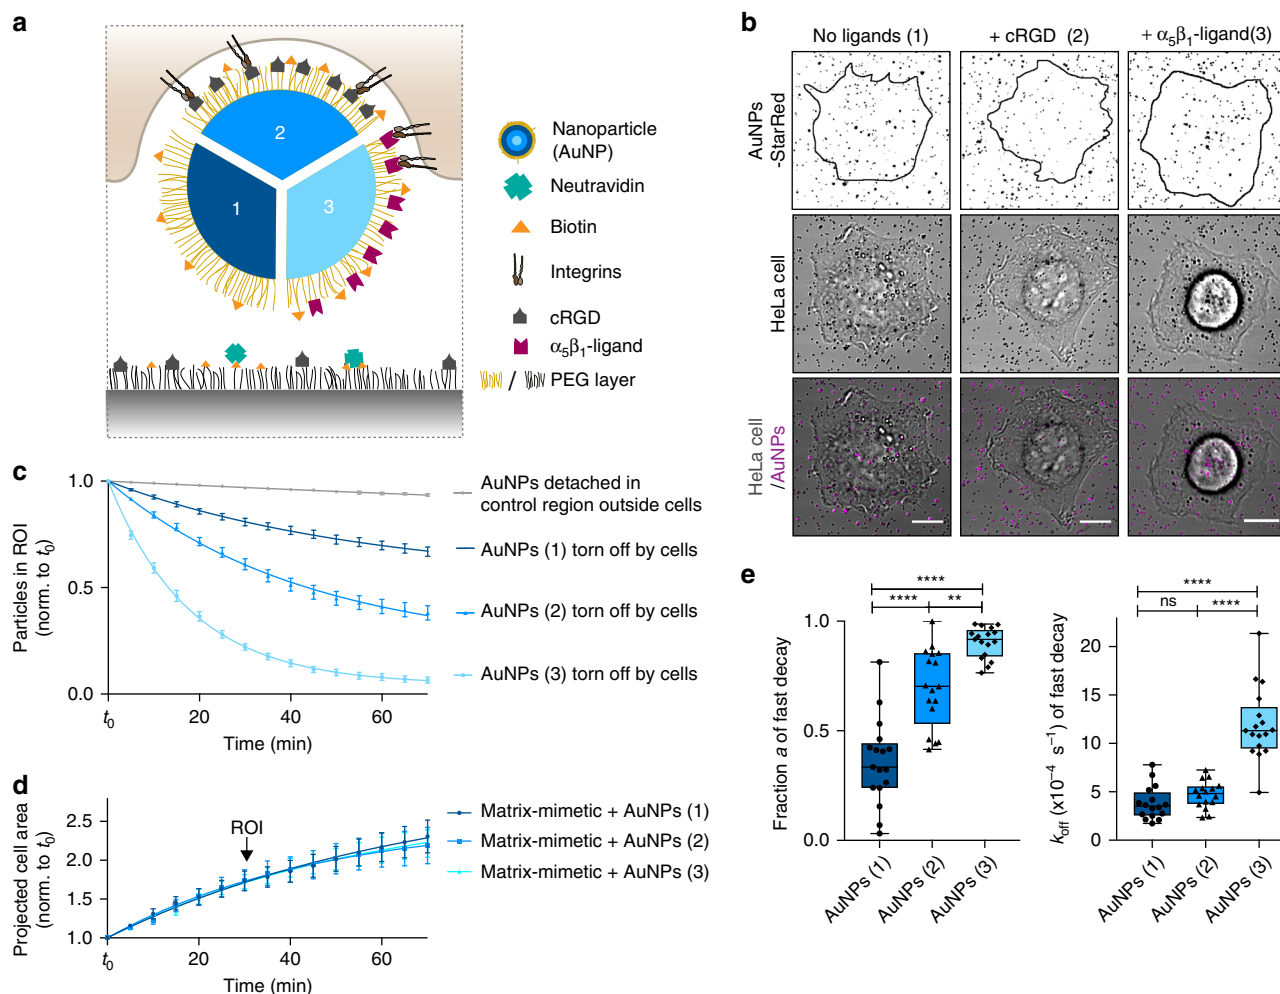 a
2
1
3
Nanoparticle
(AuNP)
Neutravidin
Biotin
Integrins
cRGD
α5β1-ligand
/ PEG layer
b
No ligands (1)
+ cRGD (2)
+ α5β1-ligand(3)
AuNPs
-StarRed
HeLa cell
HeLa cell
/AuNPs
c
Particles in ROI
(norm. to t0)
1.0
0.5
0.0
t0
20
40
60
Time (min)
AuNPs detached in
control region outside cells
AuNPs (1) torn off by cells
AuNPs (2) torn off by cells
AuNPs (3) torn off by cells
d
Projected cell area
(norm. to t0)
2.5
2.0
1.5
1.0
ROI
t0
20
40
60
Time (min)
Matrix-mimetic + AuNPs (1)
Matrix-mimetic + AuNPs (2)
Matrix-mimetic + AuNPs (3)
e
Fraction a of fast decay
1.0
0.5
0.0
****
****
**
AuNPs (1)
AuNPs (2)
AuNPs (3)
koff (x10⁻⁴ s⁻¹) of fast decay
20
15
10
5
0
****
ns
****
AuNPs (1)
AuNPs (2)
AuNPs (3)